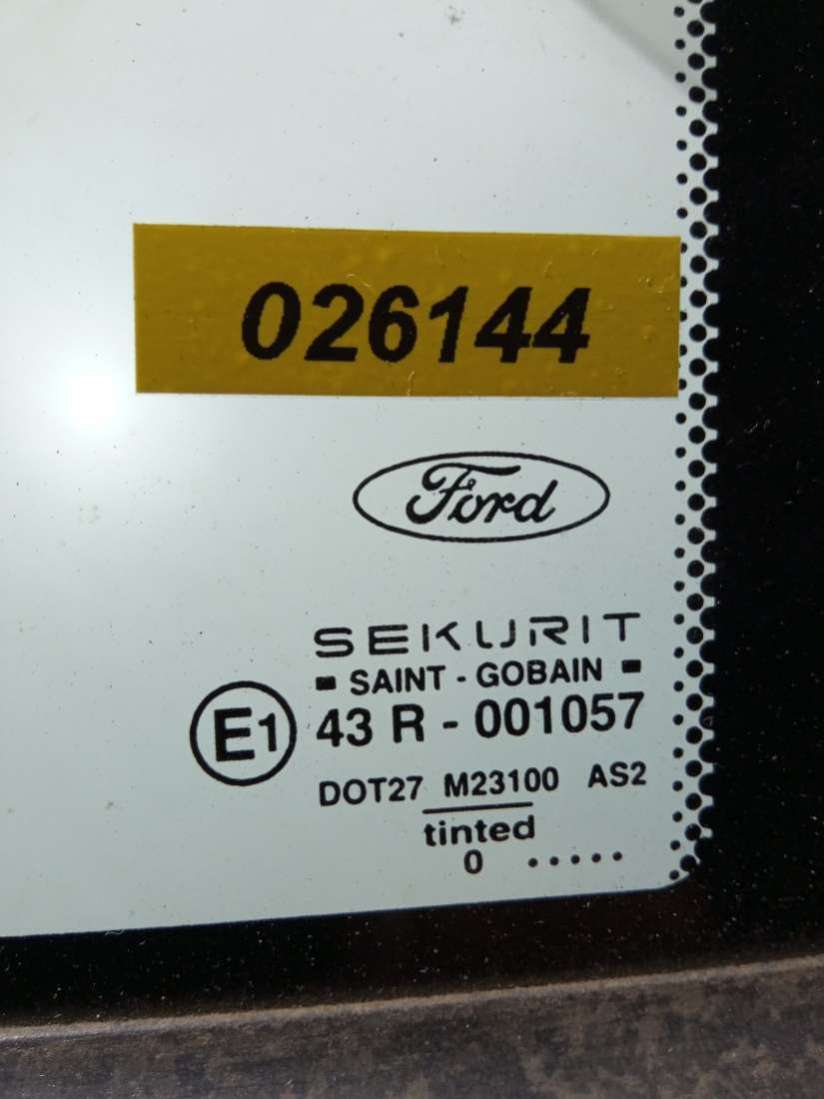 026144
Ford
SEKURIT
SAINT - GOBAIN
E1 43 R - 001057
DOT27 M23100 AS2
tinted
0 .....